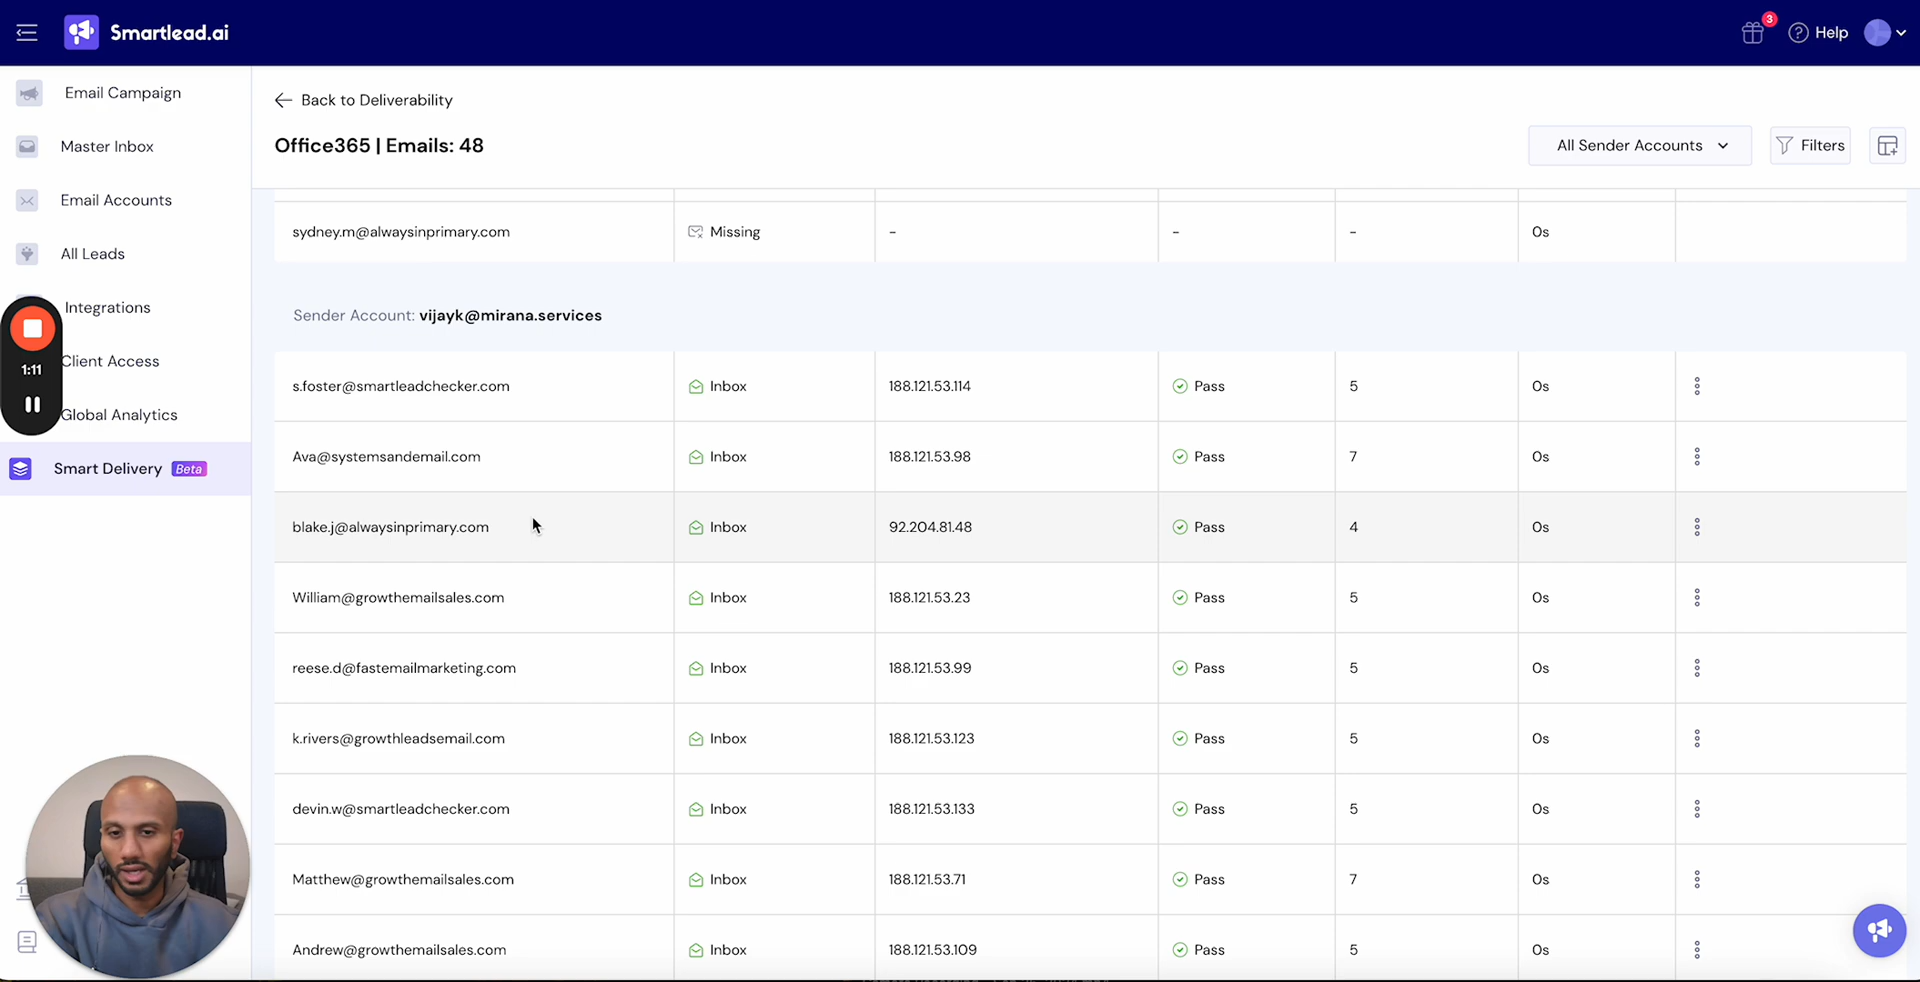 Smartlead.ai
3
Help
Email Campaign
Master Inbox
Email Accounts
All Leads
Integrations
Client Access
Global Analytics
Smart Delivery Beta
1:11
Back to Deliverability
Office365 | Emails: 48
All Sender Accounts
Filters
sydney.m@alwaysinprimary.com Missing - - - 0s
Sender Account: vijayk@mirana.services
s.foster@smartleadchecker.com Inbox 188.121.53.114 Pass 5 0s
Ava@systemsandemail.com Inbox 188.121.53.98 Pass 7 0s
blake.j@alwaysinprimary.com Inbox 92.204.81.48 Pass 4 0s
William@growthemailsales.com Inbox 188.121.53.23 Pass 5 0s
reese.d@fastemailmarketing.com Inbox 188.121.53.99 Pass 5 0s
k.rivers@growthleadsemail.com Inbox 188.121.53.123 Pass 5 0s
devin.w@smartleadchecker.com Inbox 188.121.53.133 Pass 5 0s
Matthew@growthemailsales.com Inbox 188.121.53.71 Pass 7 0s
Andrew@growthemailsales.com Inbox 188.121.53.109 Pass 5 0s